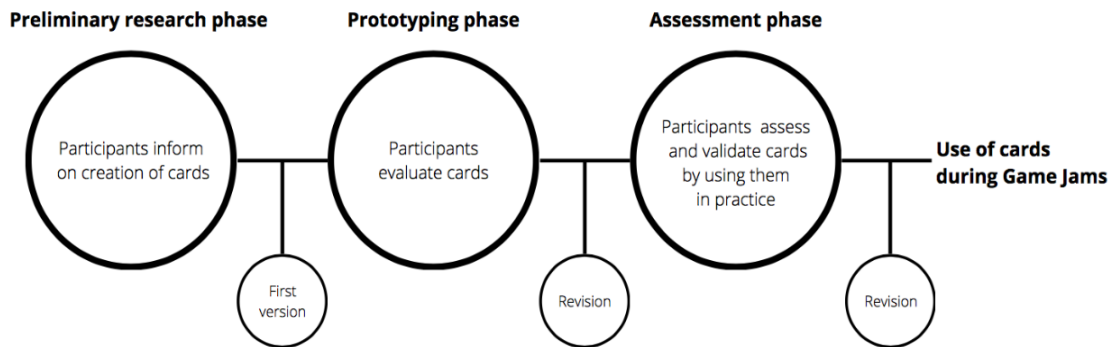 Preliminary research phase
Prototyping phase
Assessment phase
Participants inform
on creation of cards
Participants
evaluate cards
Participants assess
and validate cards
by using them
in practice
Use of cards
during Game Jams
First
version
Revision
Revision